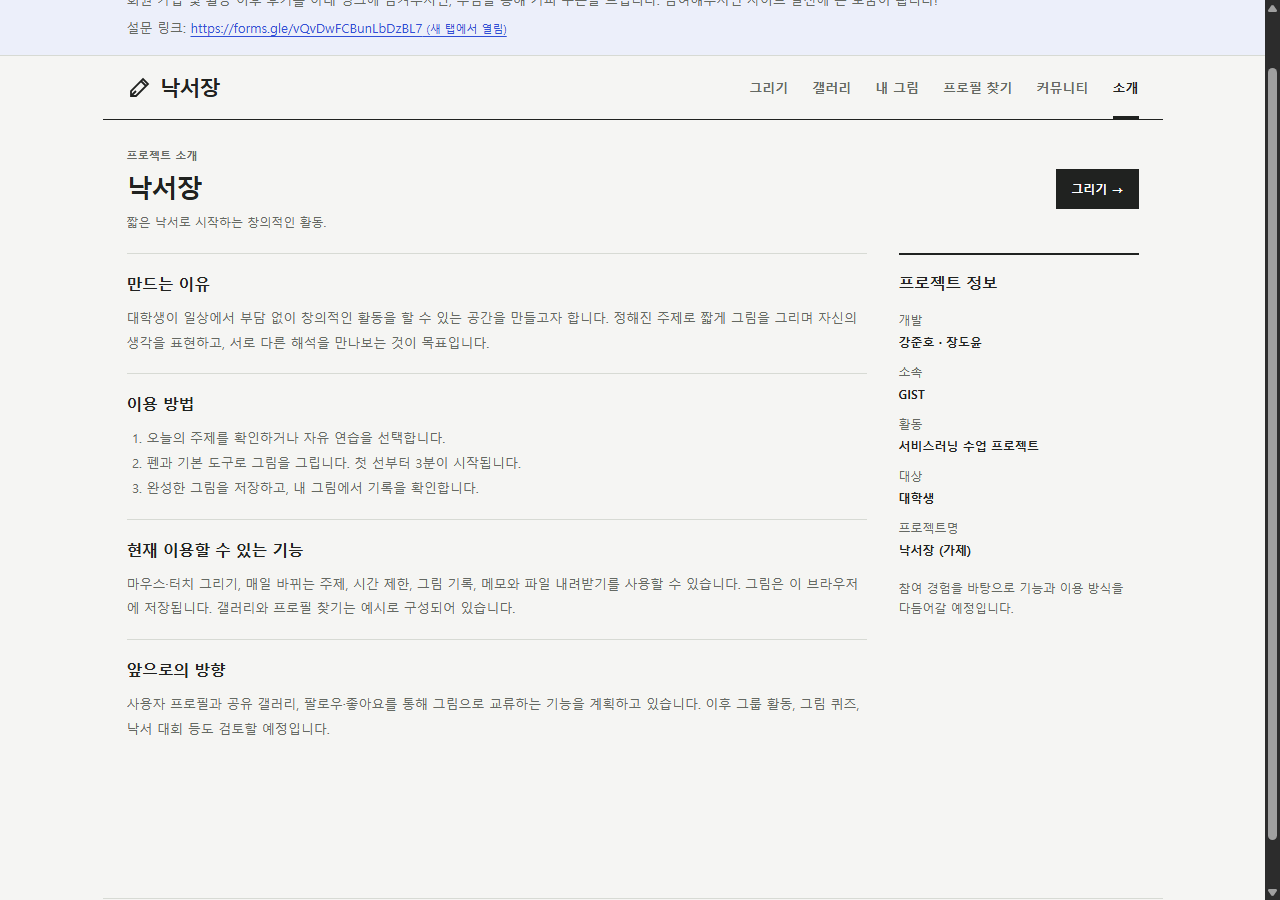 설문 링크: https://forms.gle/vQvDwFCBunLbDzBL7 (새 탭에서 열림)
낙서장
그리기 갤러리 내 그림 프로필 찾기 커뮤니티 소개
프로젝트 소개
낙서장
짧은 낙서로 시작하는 창의적인 활동.
그리기 →
만드는 이유
대학생이 일상에서 부담 없이 창의적인 활동을 할 수 있는 공간을 만들고자 합니다. 정해진 주제로 짧게 그림을 그리며 자신의
생각을 표현하고, 서로 다른 해석을 만나보는 것이 목표입니다.
이용 방법
1. 오늘의 주제를 확인하거나 자유 연습을 선택합니다.
2. 펜과 기본 도구로 그림을 그립니다. 첫 선부터 3분이 시작됩니다.
3. 완성한 그림을 저장하고, 내 그림에서 기록을 확인합니다.
현재 이용할 수 있는 기능
마우스·터치 그리기, 매일 바뀌는 주제, 시간 제한, 그림 기록, 메모와 파일 내려받기를 사용할 수 있습니다. 그림은 이 브라우저
에 저장됩니다. 갤러리와 프로필 찾기는 예시로 구성되어 있습니다.
앞으로의 방향
사용자 프로필과 공유 갤러리, 팔로우·좋아요를 통해 그림으로 교류하는 기능을 계획하고 있습니다. 이후 그룹 활동, 그림 퀴즈,
낙서 대회 등도 검토할 예정입니다.
프로젝트 정보
개발
강준호 · 장도윤
소속
GIST
활동
서비스러닝 수업 프로젝트
대상
대학생
프로젝트명
낙서장 (가제)
참여 경험을 바탕으로 기능과 이용 방식을
다듬어갈 예정입니다.